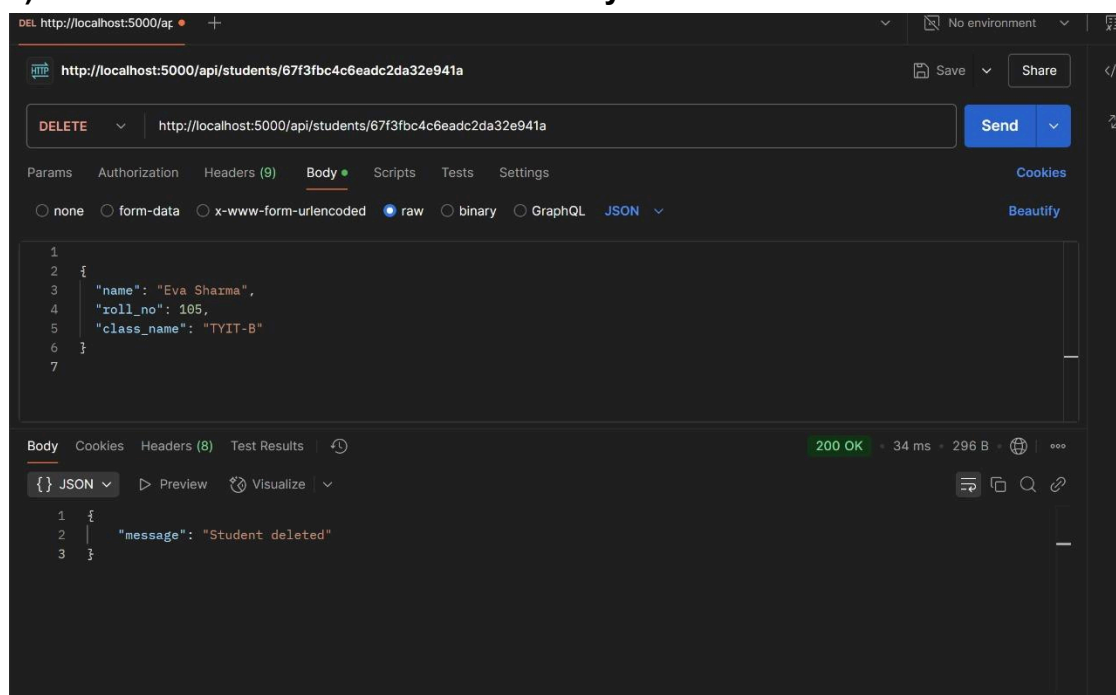 DEL http://localhost:5000/ap
No environment
HTTP http://localhost:5000/api/students/67f3fbc4c6eadc2da32e941a
Save
Share
DELETE http://localhost:5000/api/students/67f3fbc4c6eadc2da32e941a
Send
Params Authorization Headers (9) Body Scripts Tests Settings Cookies
none form-data x-www-form-urlencoded raw binary GraphQL JSON Beautify
1
2 {
3 "name": "Eva Sharma",
4 "roll_no": 105,
5 "class_name": "TYIT-B"
6 }
7
Body Cookies Headers (8) Test Results 200 OK 34 ms 296 B
{} JSON Preview Visualize
1 {
2 "message": "Student deleted"
3 }